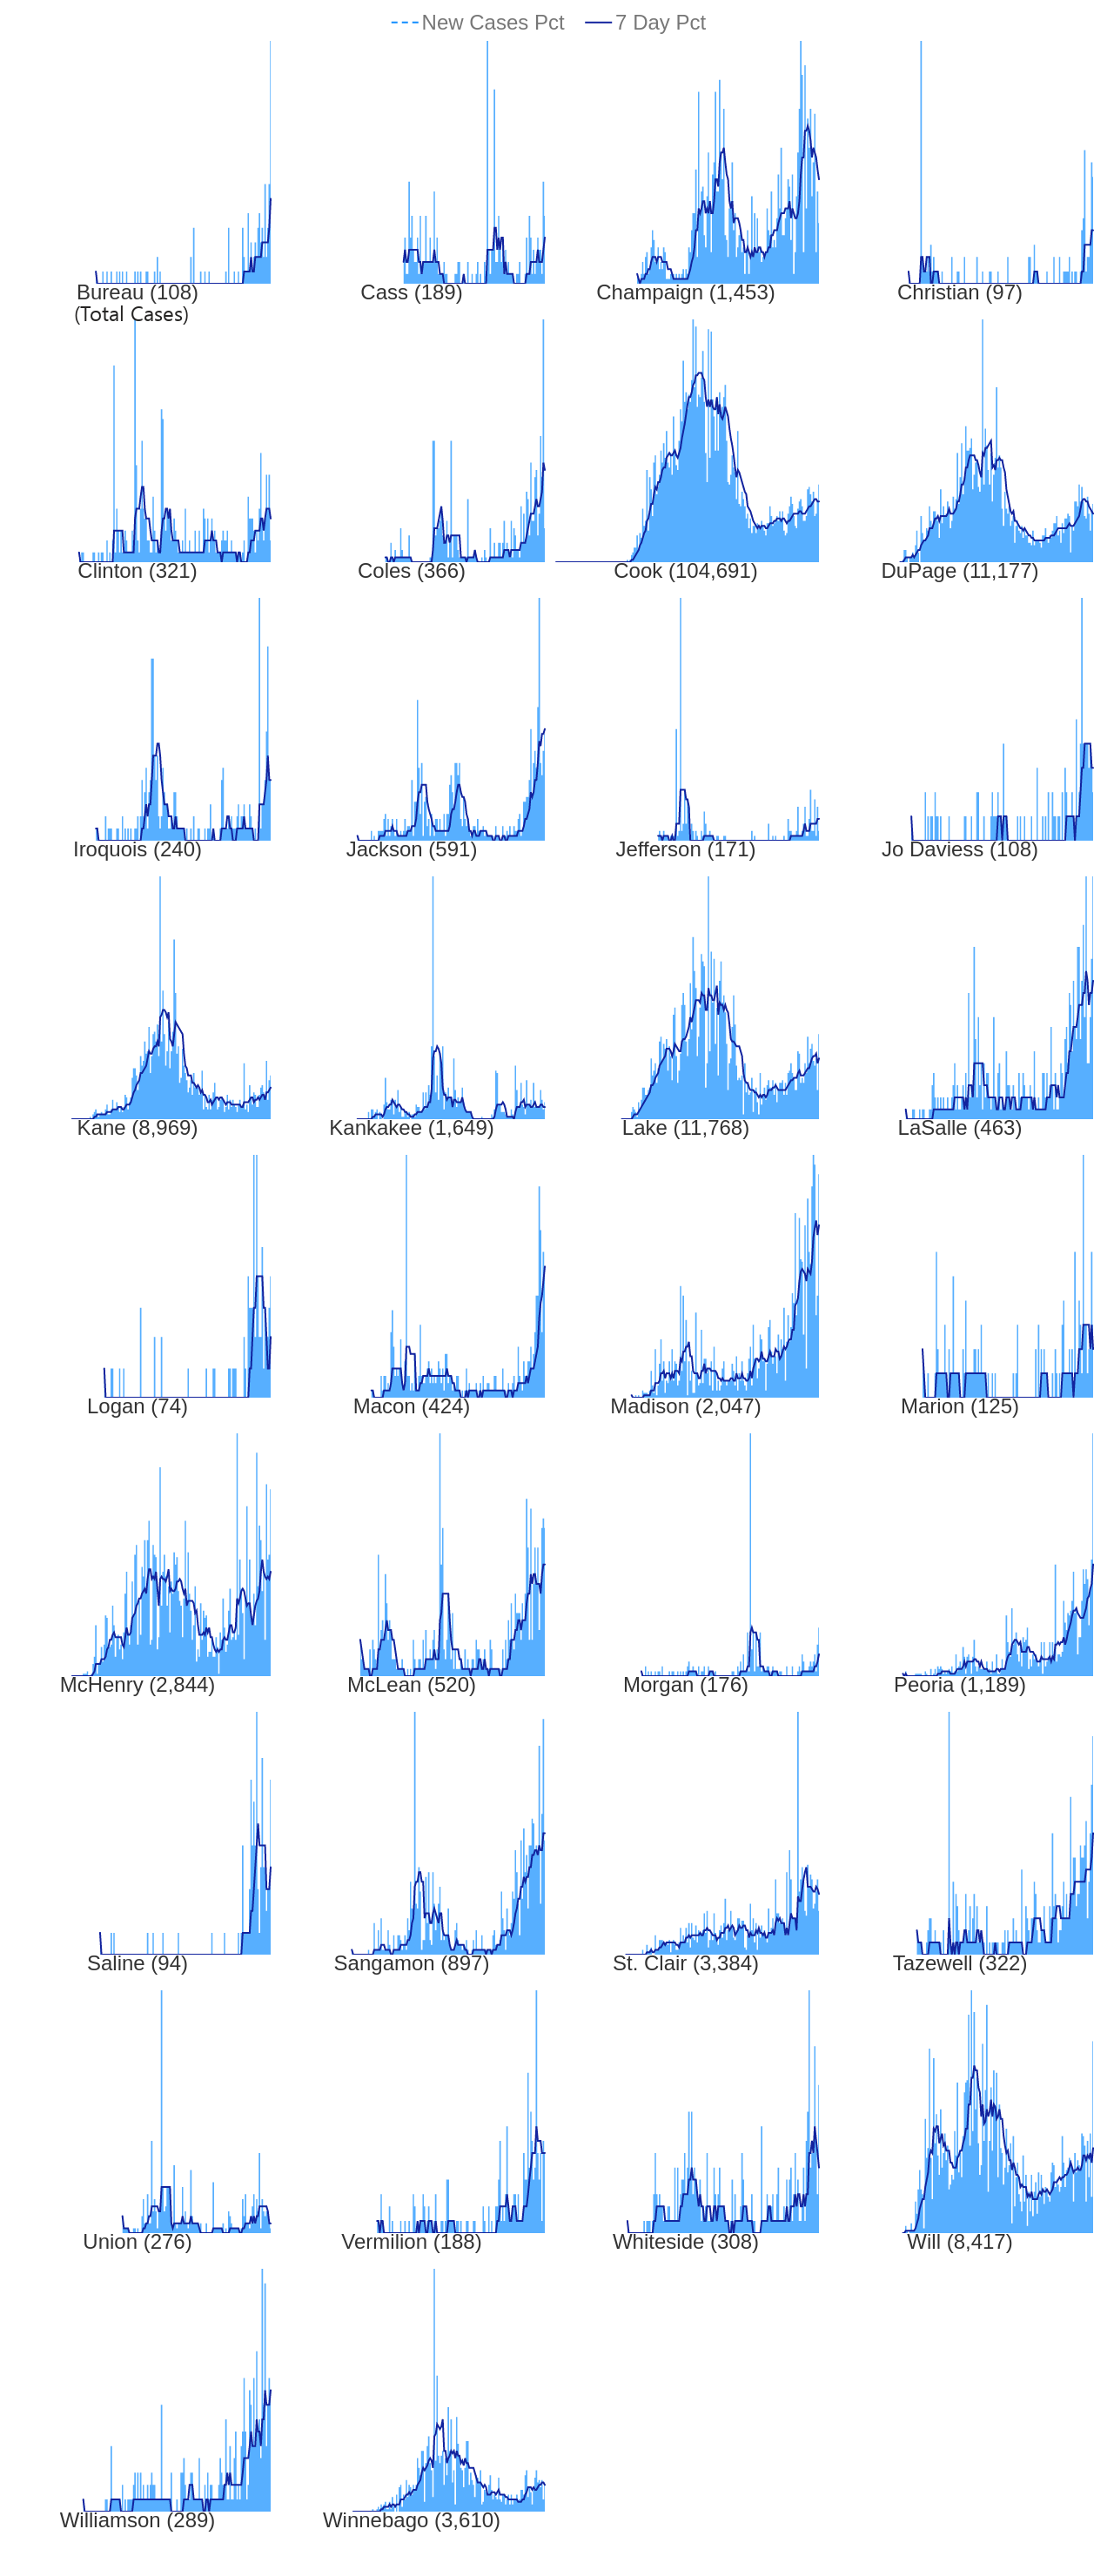 New Cases Pct 7 Day Pct
Bureau (108) Cass (189) Champaign (1,453) Christian (97)
(Total Cases)
Clinton (321) Coles (366) Cook (104,691) DuPage (11,177)
Iroquois (240) Jackson (591) Jefferson (171) Jo Daviess (108)
Kane (8,969) Kankakee (1,649) Lake (11,768) LaSalle (463)
Logan (74) Macon (424) Madison (2,047) Marion (125)
McHenry (2,844) McLean (520) Morgan (176) Peoria (1,189)
Saline (94) Sangamon (897) St. Clair (3,384) Tazewell (322)
Union (276) Vermilion (188) Whiteside (308) Will (8,417)
Williamson (289) Winnebago (3,610)